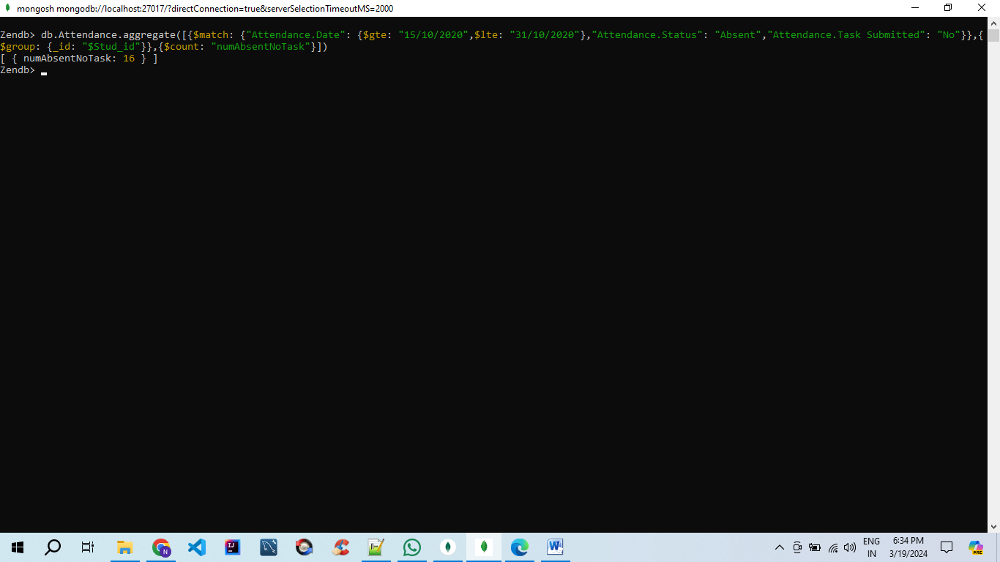 mongosh mongodb://localhost:27017/?directConnection=true&serverSelectionTimeoutMS=2000
Zendb> db.Attendance.aggregate([{$match: {"Attendance.Date": {$gte: "15/10/2020",$lte: "31/10/2020"},"Attendance.Status": "Absent","Attendance.Task Submitted": "No"}},{
$group: {_id: "$Stud_id"}},{$count: "numAbsentNoTask"}])
[ { numAbsentNoTask: 16 } ]
Zendb>
N
IJ
W
ENG
IN
6:34 PM
3/19/2024
PRE